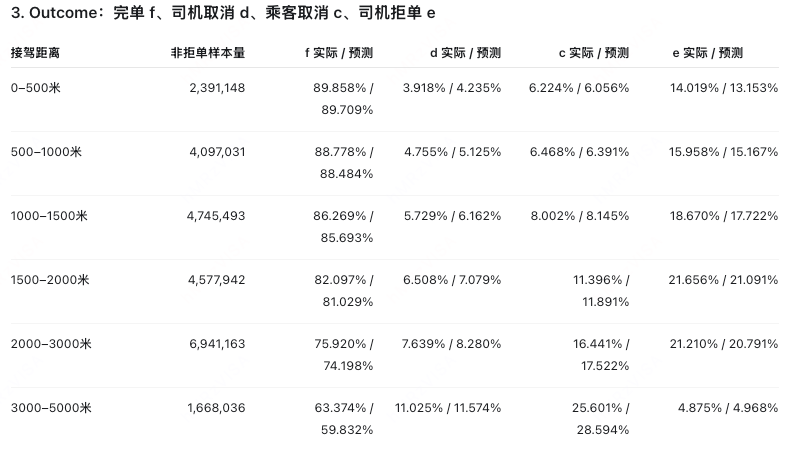 3. Outcome：完单 f、司机取消 d、乘客取消 c、司机拒单 e
接驾距离 非拒单样本量 f 实际 / 预测 d 实际 / 预测 c 实际 / 预测 e 实际 / 预测
0–500米 2,391,148 89.858% / 3.918% / 4.235% 6.224% / 6.056% 14.019% / 13.153%
89.709%
500–1000米 4,097,031 88.778% / 4.755% / 5.125% 6.468% / 6.391% 15.958% / 15.167%
88.484%
1000–1500米 4,745,493 86.269% / 5.729% / 6.162% 8.002% / 8.145% 18.670% / 17.722%
85.693%
1500–2000米 4,577,942 82.097% / 6.508% / 7.079% 11.396% / 21.656% / 21.091%
81.029% 11.891%
2000–3000米 6,941,163 75.920% / 7.639% / 8.280% 16.441% / 21.210% / 20.791%
74.198% 17.522%
3000–5000米 1,668,036 63.374% / 11.025% / 11.574% 25.601% / 4.875% / 4.968%
59.832% 28.594%